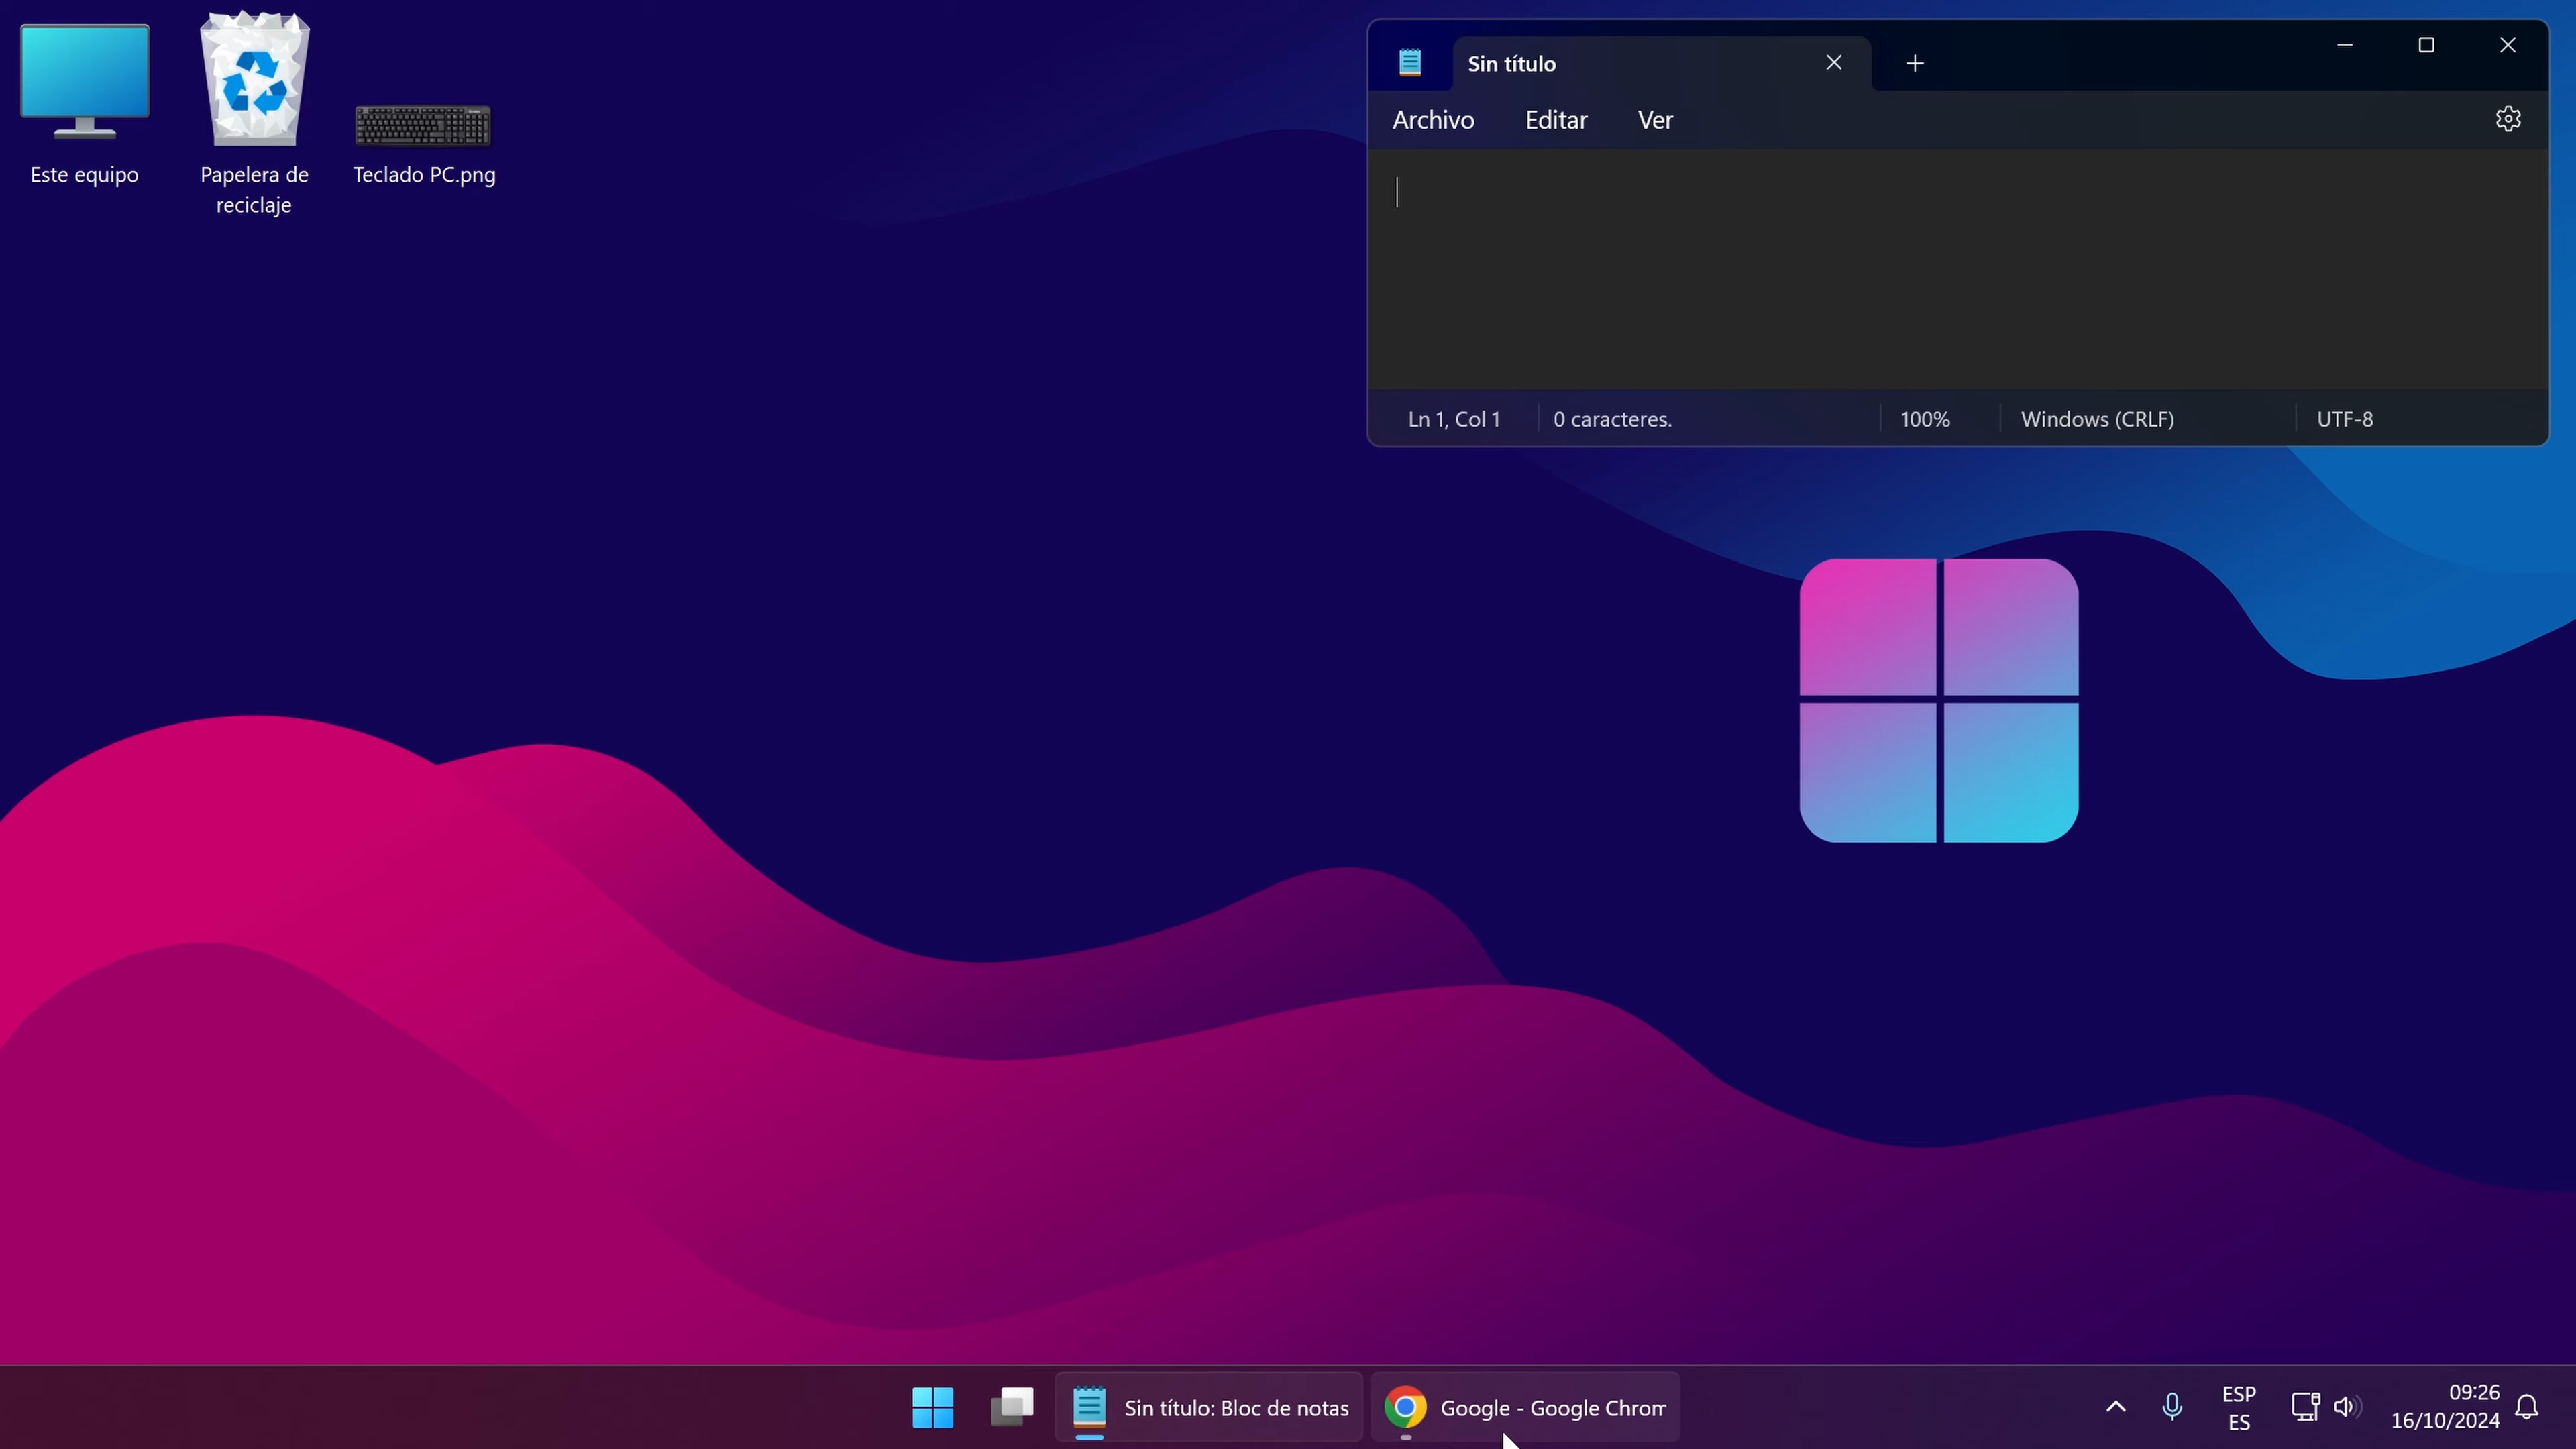 Este equipo
Papelera de
reciclaje
Teclado PC.png
Sin título
Archivo
Editar
Ver
Ln 1, Col 1
0 caracteres.
100%
Windows (CRLF)
UTF-8
Sin título: Bloc de notas
Google - Google Chrom
ESP
ES
09:26
16/10/2024